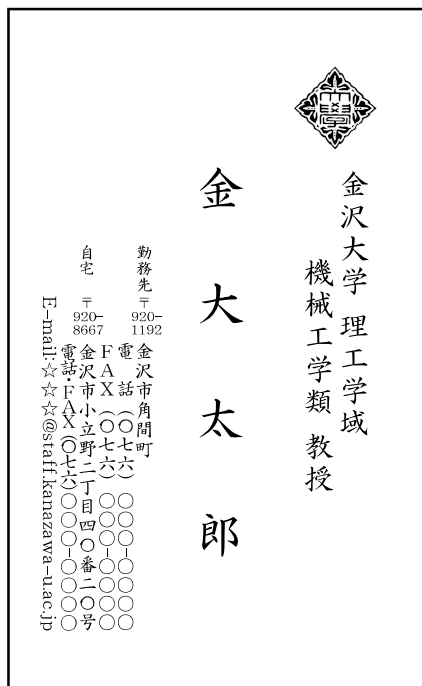 金沢大学 理工学域
機械工学類 教授
金大太郎
勤務先 〒920-1192 金沢市角間町
電話 (〇七六) 〇〇〇-〇〇〇〇
FAX (〇七六) 〇〇〇-〇〇〇〇
自宅 〒920-8667 金沢市小立野二丁目四〇番二〇号
電話・FAX (〇七六) 〇〇〇-〇〇〇〇
E-mail:☆☆☆@staff.kanazawa-u.ac.jp